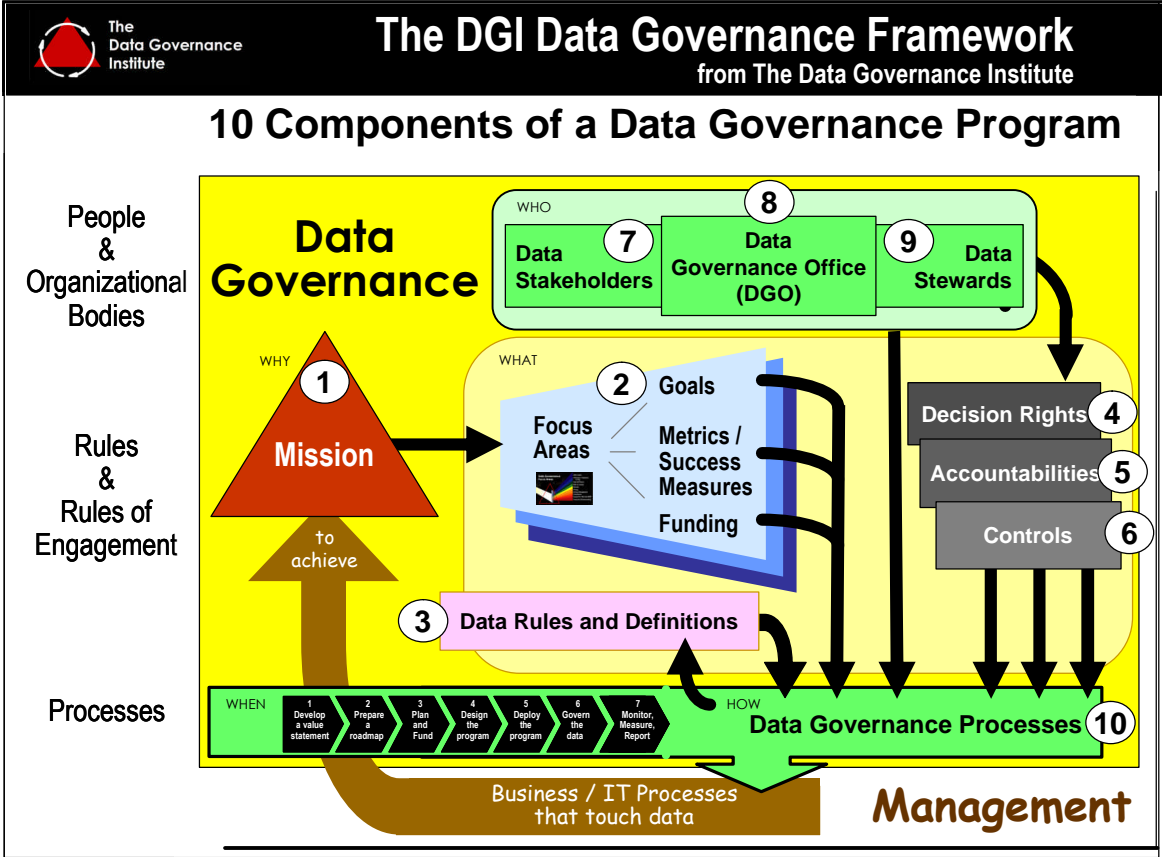 The
Data Governance
Institute
The DGI Data Governance Framework
from The Data Governance Institute
10 Components of a Data Governance Program
People
&
Organizational
Bodies
Data
Governance
WHO
7
Data
Stakeholders
8
Data
Governance Office
(DGO)
9
Data
Stewards
WHY
1
Mission
WHAT
2
Focus
Areas
Goals
Metrics /
Success
Measures
Funding
Decision Rights
4
Accountabilities
5
Controls
6
Rules
&
Rules of
Engagement
to
achieve
3
Data Rules and Definitions
Processes
WHEN
1
Develop
a value
statement
2
Prepare
a
roadmap
3
Plan
and
Fund
4
Design
the
program
5
Deploy
the
program
6
Govern
the
data
7
Monitor,
Measure,
Report
HOW
Data Governance Processes
10
Business / IT Processes
that touch data
Management